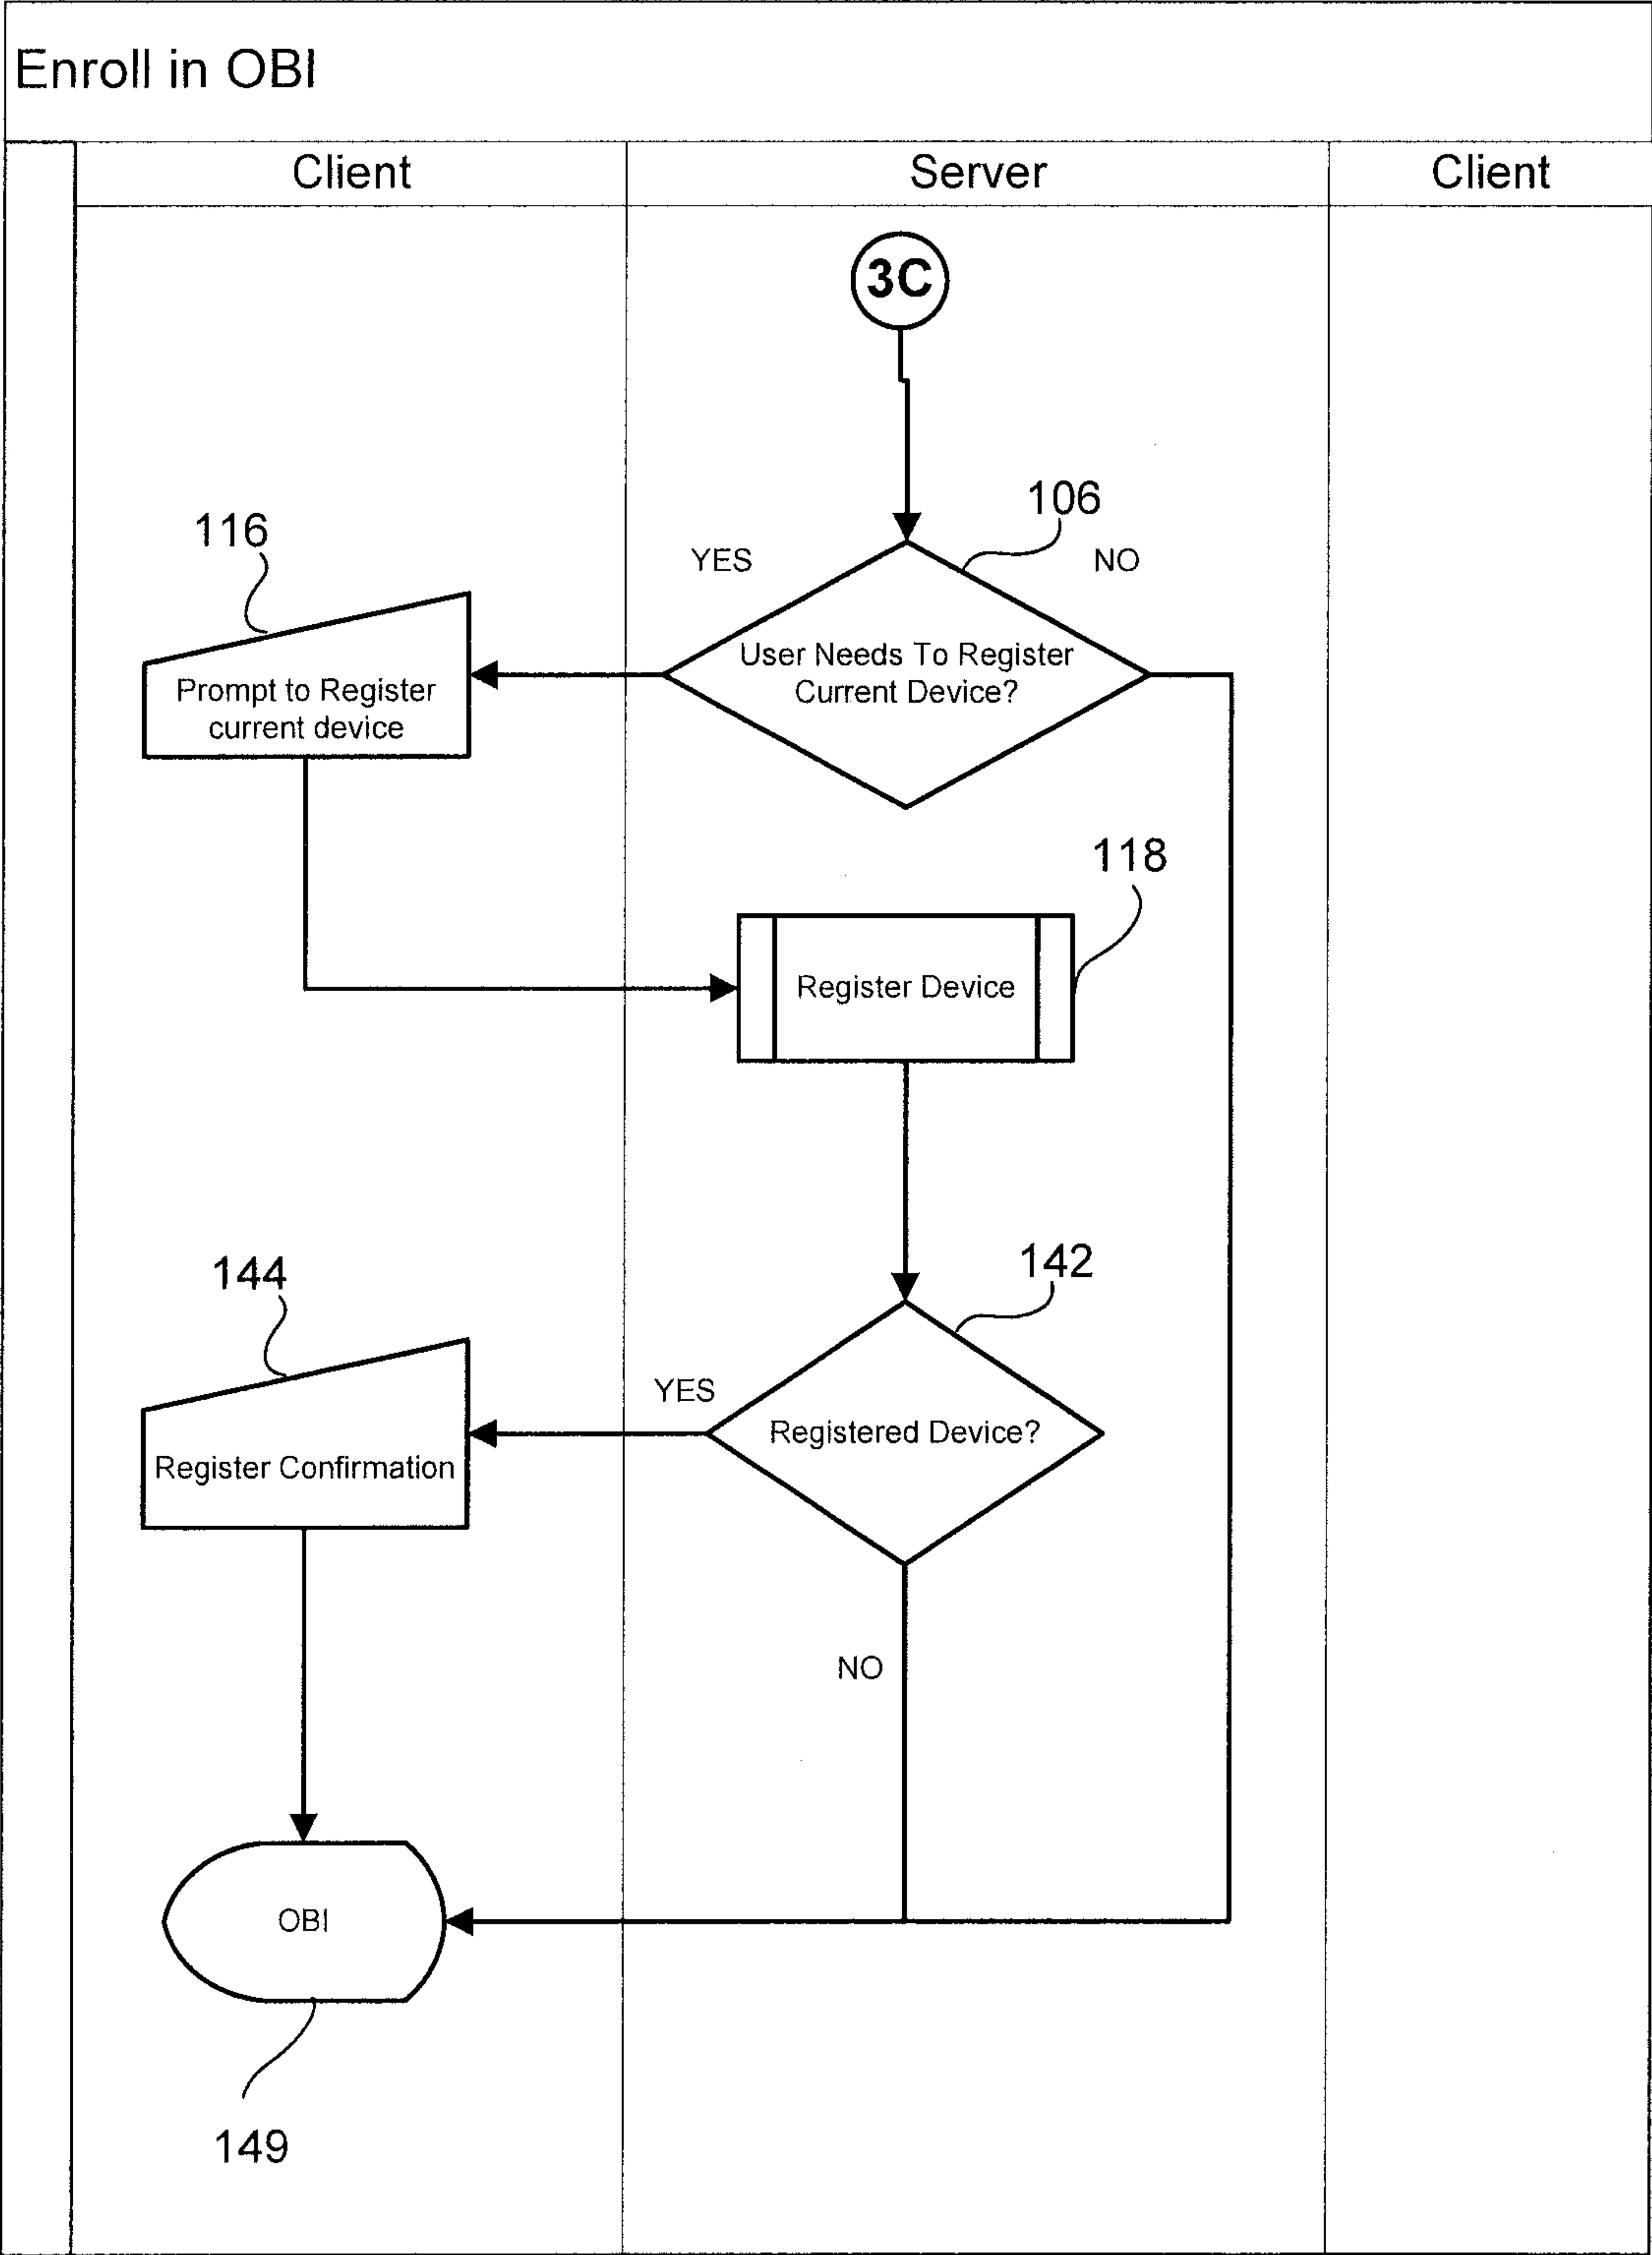 Enroll in OBI
Client
Server
Client
3C
106
116
YES
NO
User Needs To Register
Current Device?
Prompt to Register
current device
118
Register Device
142
144
YES
Registered Device?
Register Confirmation
NO
OBI
149